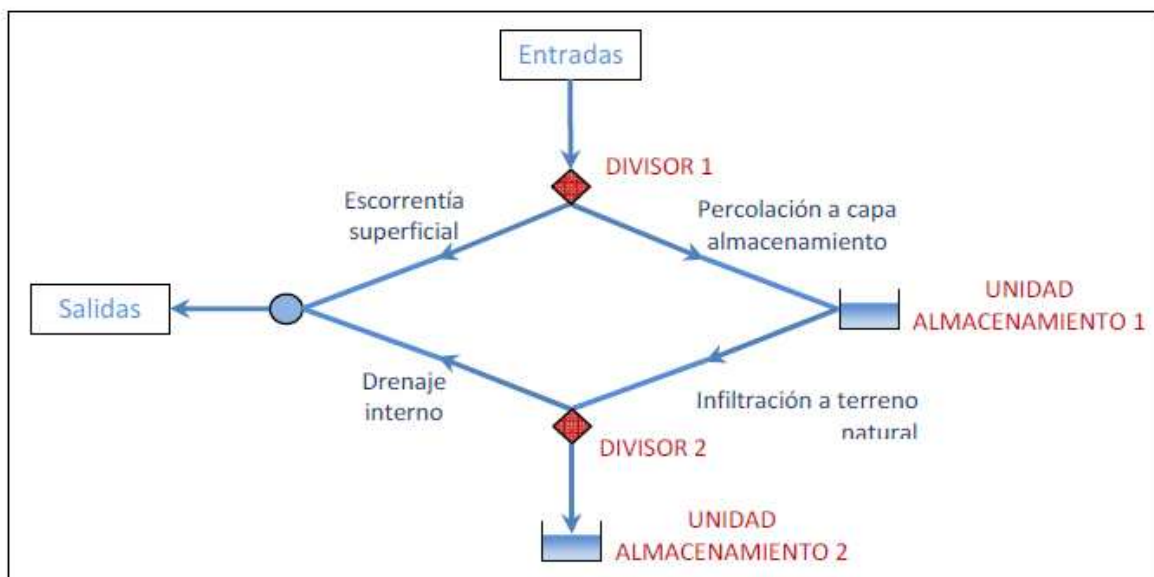 Entradas
DIVISOR 1
Escorrentía
superficial
Percolación a capa
almacenamiento
Salidas
UNIDAD
ALMACENAMIENTO 1
Drenaje
interno
Infiltración a terreno
natural
DIVISOR 2
UNIDAD
ALMACENAMIENTO 2